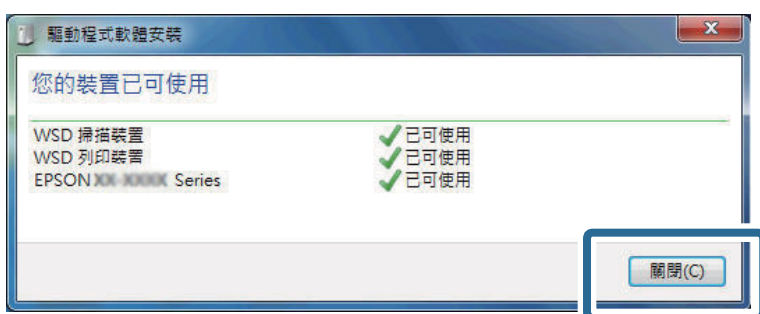 驅動程式軟體安裝
您的裝置已可使用
WSD 掃描裝置 已可使用
WSD 列印裝置 已可使用
EPSON Series 已可使用
關閉(C)